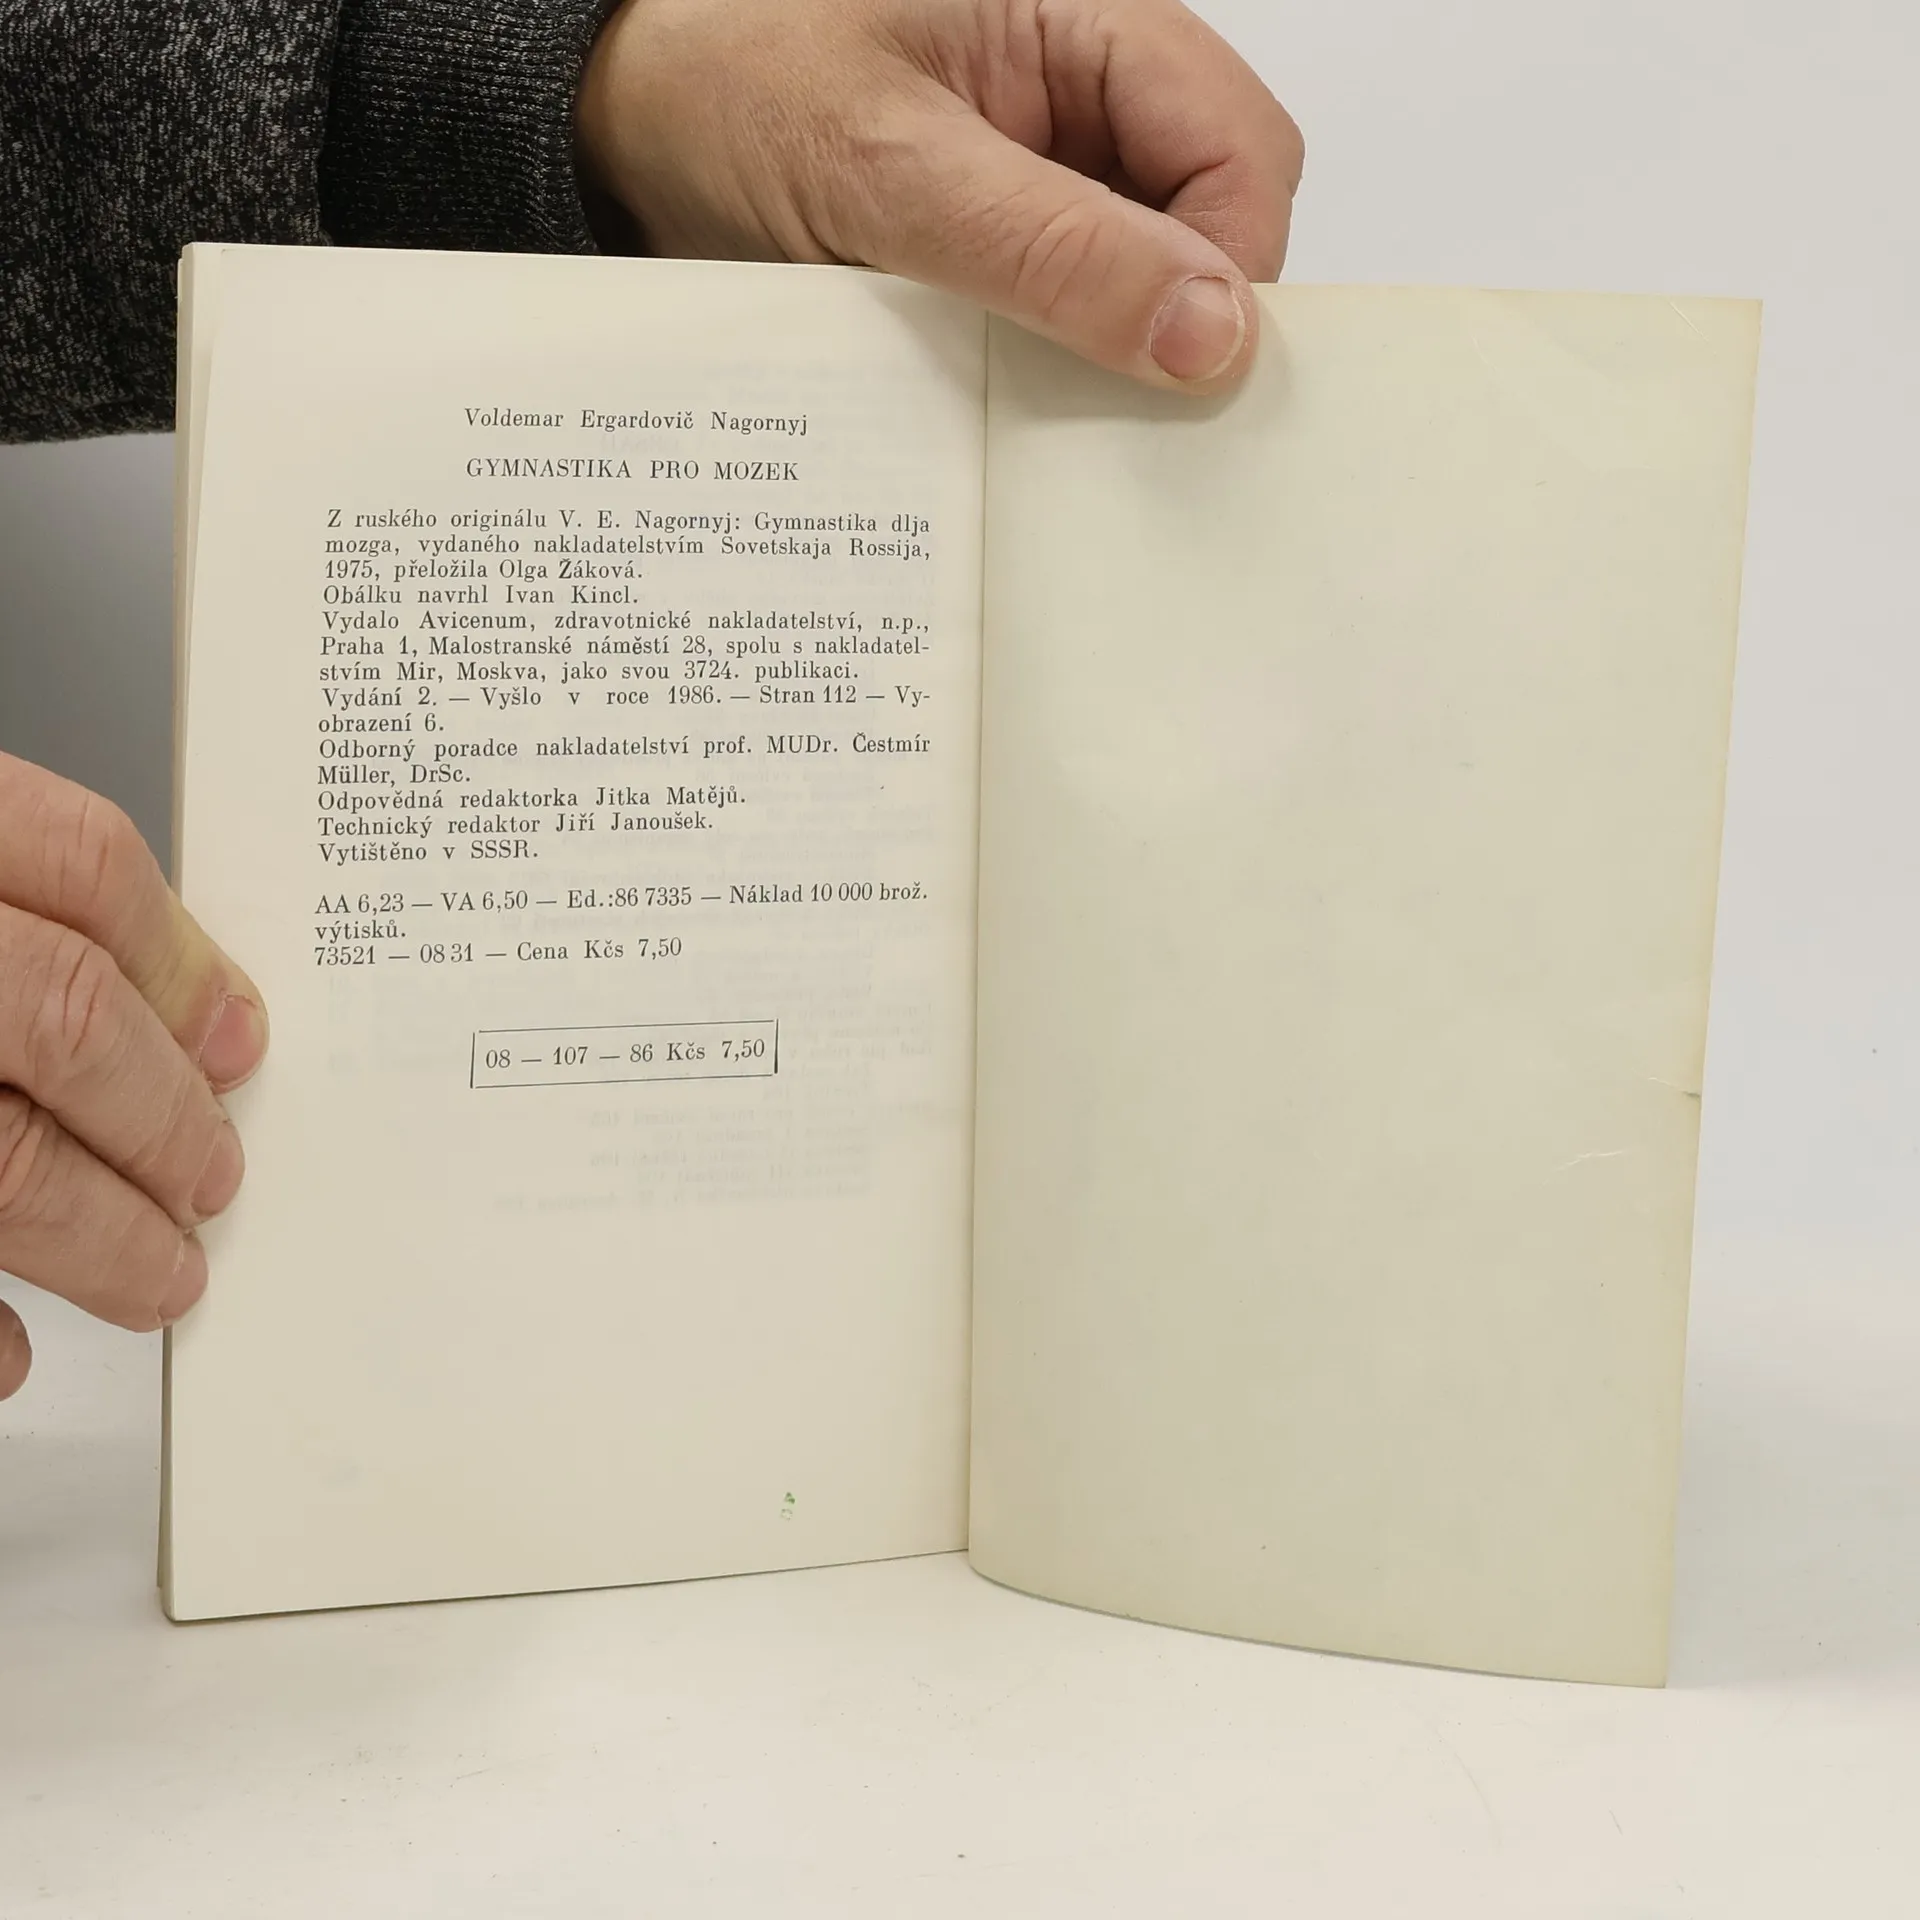 Voldemar Ergardovič Nagornyj
GYMNASTIKA PRO MOZEK
Z ruského originálu V. E. Nagornyj: Gymnastika dlja
mozga, vydaného nakladatelstvím Sovetskaja Rossija,
1975, přeložila Olga Žáková.
Obálku navrhl Ivan Kincl.
Vydalo Avicenum, zdravotnické nakladatelství, n.p.,
Praha 1, Malostranské náměstí 28, spolu s nakladatel-
stvím Mir, Moskva, jako svou 3724. publikaci.
Vydání 2. — Vyšlo v roce 1986. — Stran 112 — Vy-
obrazení 6.
Odborný poradce nakladatelství prof. MUDr. Čestmír
Müller, DrSc.
Odpovědná redaktorka Jitka Matějů.
Technický redaktor Jiří Janoušek.
Vytištěno v SSSR.
AA 6,23 — VA 6,50 — Ed.:86 7335 — Náklad 10 000 brož.
výtisků.
73521 — 08 31 — Cena Kčs 7,50
08 — 107 — 86 Kčs 7,50